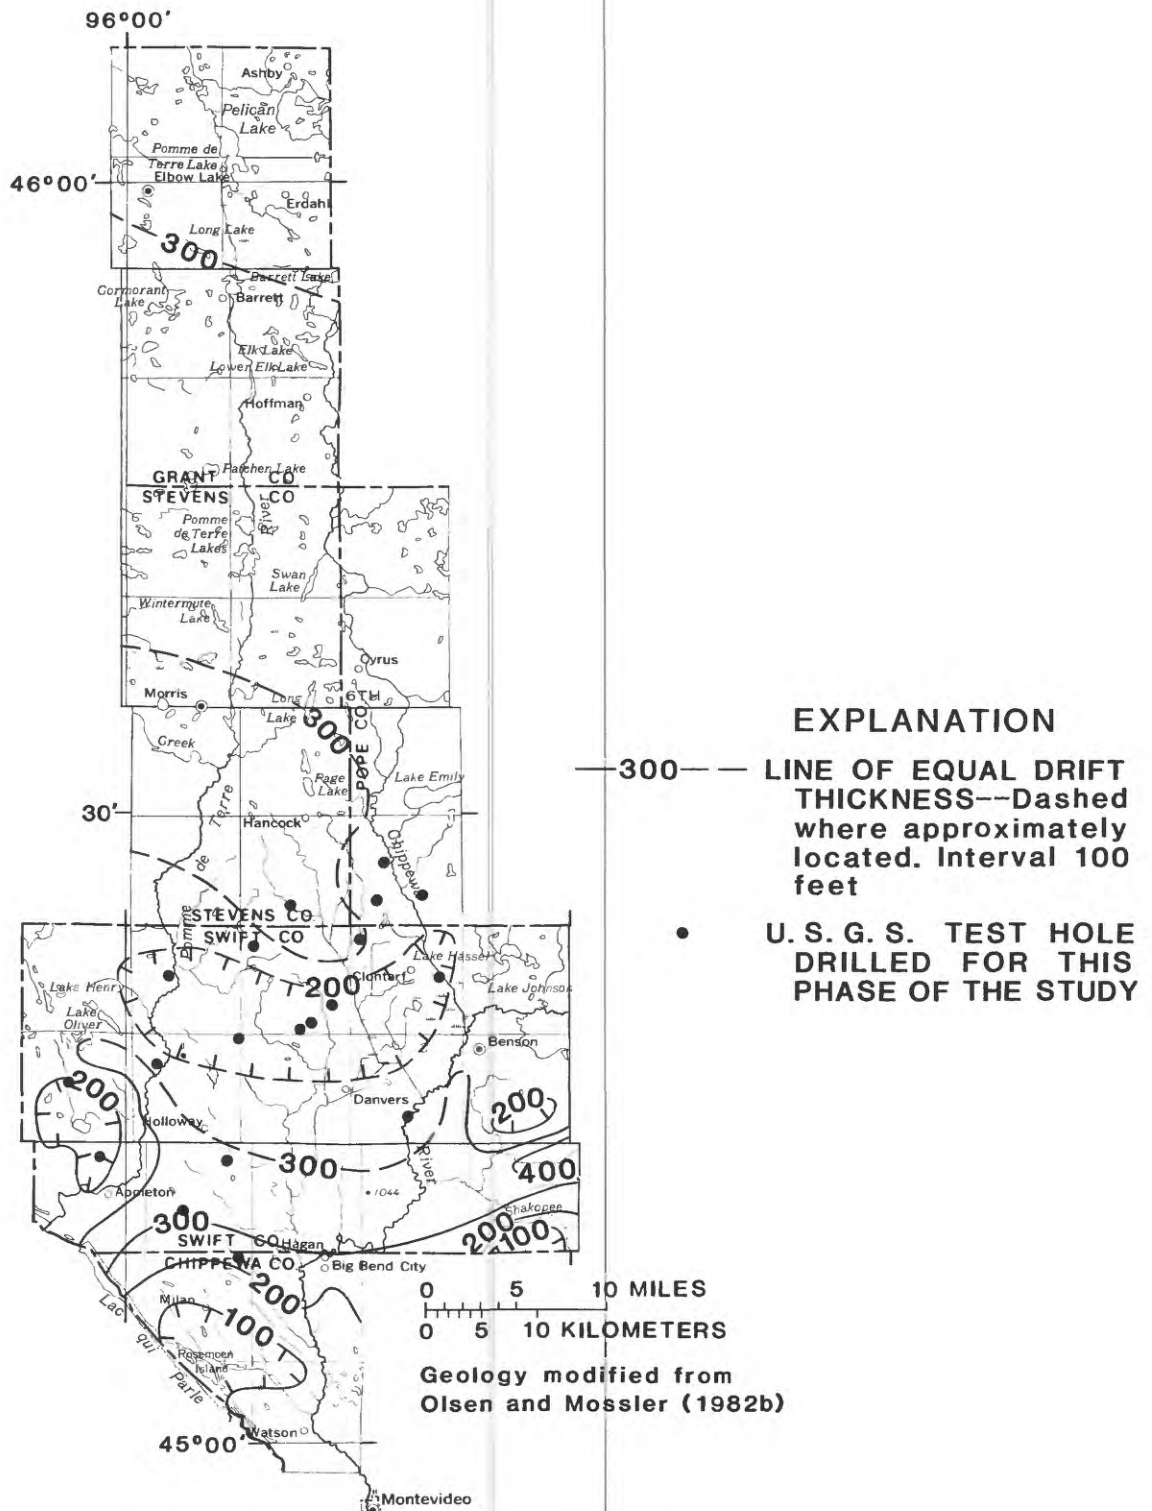 96°00'
Ashby
Pelican
Lake
Pomme de
Terre Lake
46°00'
Elbow Lake
Erdahl
Long Lake
300
Barrett Lake
Cormorant
Lake
Barrett
Elk Lake
Lower Elk Lake
Hoffman
Patchen Lake
GRANT CO
STEVENS CO
River
Pomme
de Terre
Lakes
Swan
Lake
Wintermute
Lake
Cyrus
Morris
Long
Lake
6TH
300
POPE CO
Page
Lake
Lake Emily
30'
Hancock
Terre
de
Pomme
Chippewa
STEVENS CO
SWIFT CO
Lake Hassel
Clontarf
200
Lake Henry
Lake Johnson
Lake
Oliver
Benson
200
Danvers
200
Holloway
300
River
400
Appleton
1044
Shakopee
300
200
100
SWIFT CO
Hagan
CHIPPEWA CO
Big Bend City
200
Milan
100
Lac
qui
Parle
Rosemoen
Island
Watson
45°00'
Montevideo
EXPLANATION
300 LINE OF EQUAL DRIFT
THICKNESS--Dashed
where approximately
located. Interval 100
feet
U.S.G.S. TEST HOLE
DRILLED FOR THIS
PHASE OF THE STUDY
0 5 10 MILES
0 5 10 KILOMETERS
Geology modified from
Olsen and Mossler (1982b)